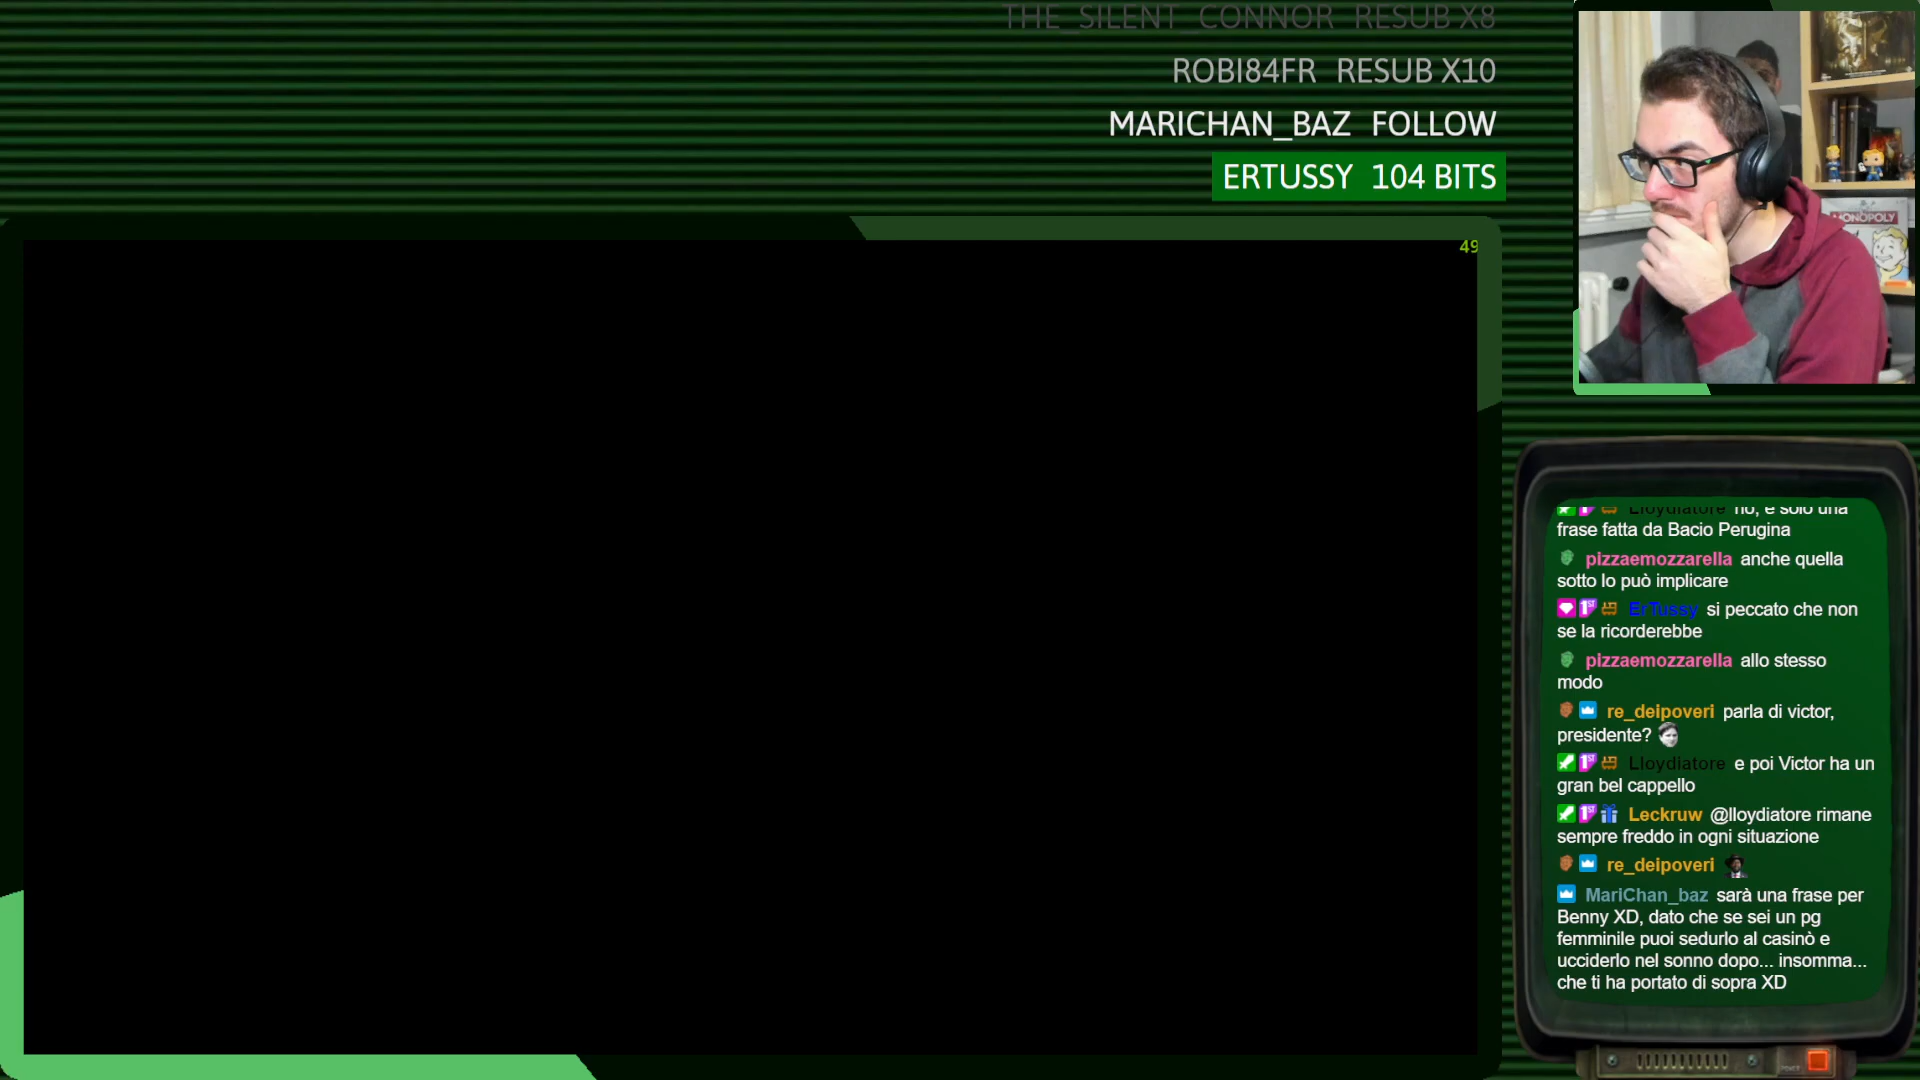 THE_SILENT_CONNOR RESUB X8
ROBI84FR RESUB X10
MARICHAN_BAZ FOLLOW
ERTUSSY 104 BITS
49
MONOPOLY
Lloydiatore no, è solo una
frase fatta da Bacio Perugina
pizzaemozzarella anche quella
sotto lo può implicare
ErTussy si peccato che non
se la ricorderebbe
pizzaemozzarella allo stesso
modo
re_deipoveri parla di victor,
presidente?
Lloydiatore e poi Victor ha un
gran bel cappello
Leckruw @lloydiatore rimane
sempre freddo in ogni situazione
re_deipoveri
MariChan_baz sarà una frase per
Benny XD, dato che se sei un pg
femminile puoi sedurlo al casinò e
ucciderlo nel sonno dopo... insomma...
che ti ha portato di sopra XD